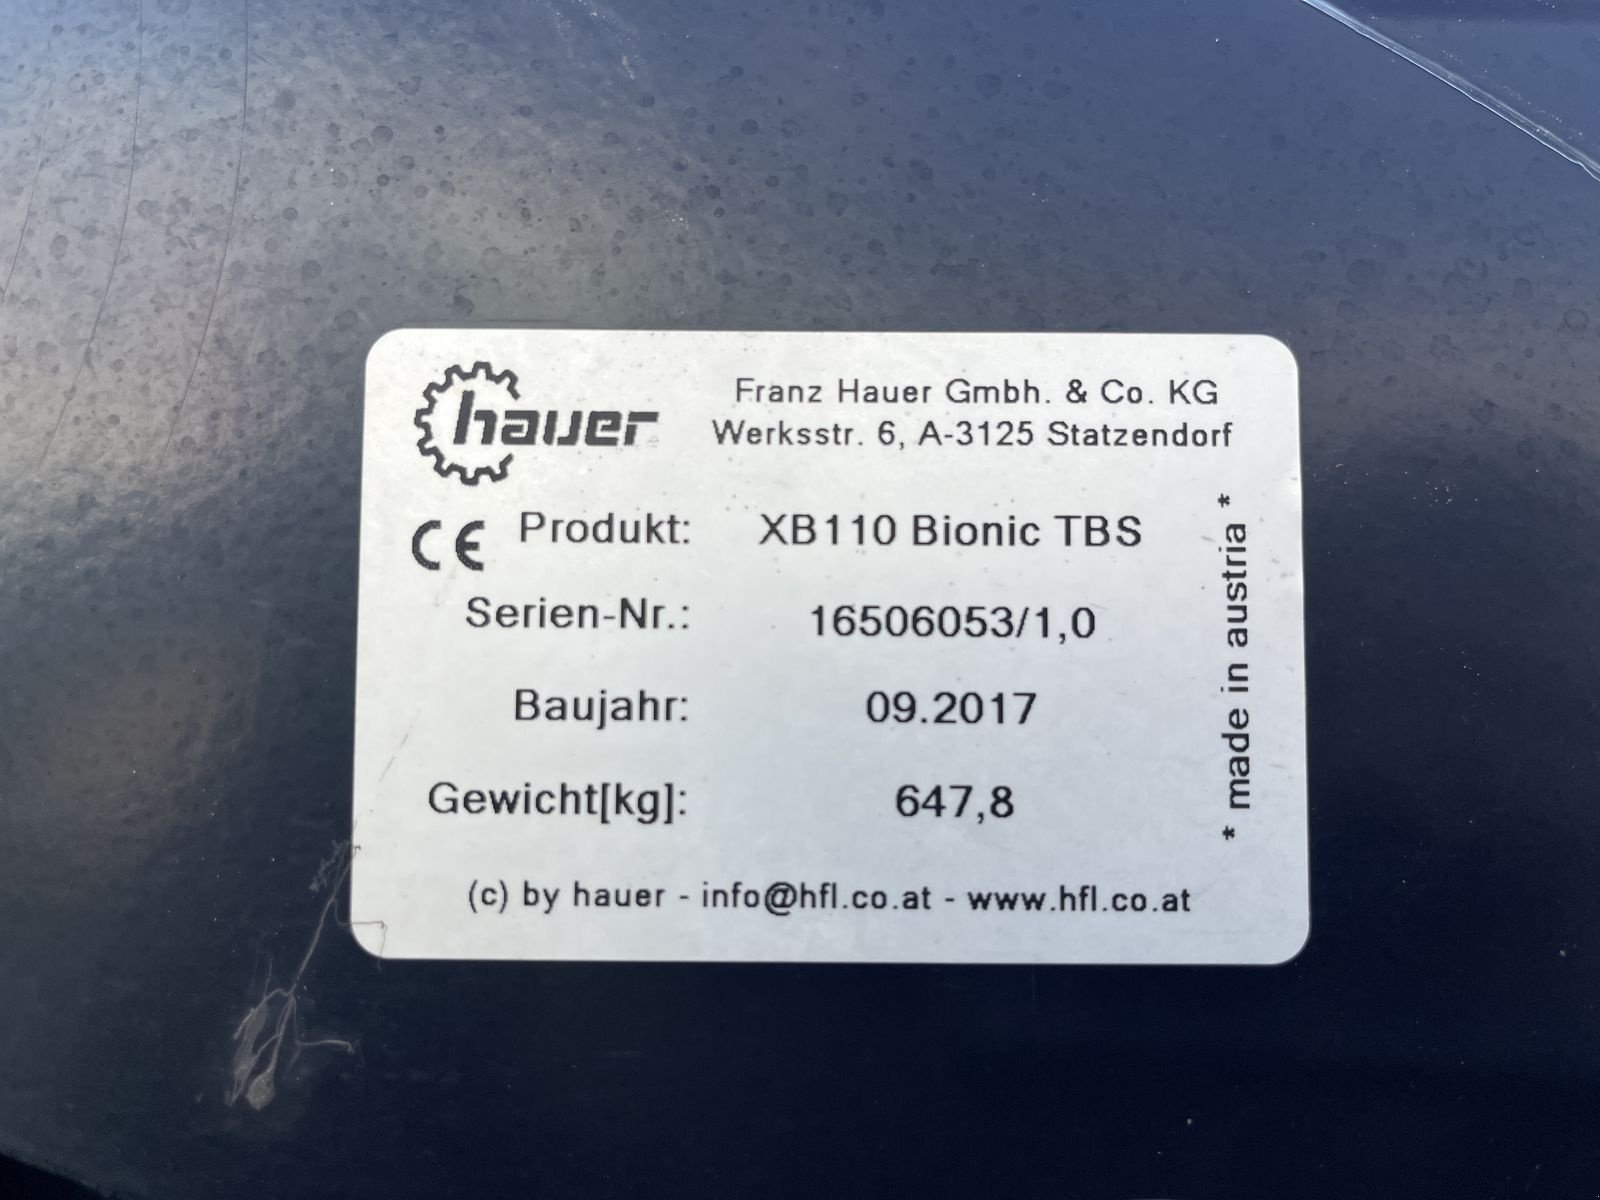 hauer
Franz Hauer Gmbh. & Co. KG
Werksstr. 6, A-3125 Statzendorf
CE Produkt: XB110 Bionic TBS
Serien-Nr.: 16506053/1,0
Baujahr: 09.2017
Gewicht[kg]: 647,8
* made in austria *
(c) by hauer - info@hfl.co.at - www.hfl.co.at